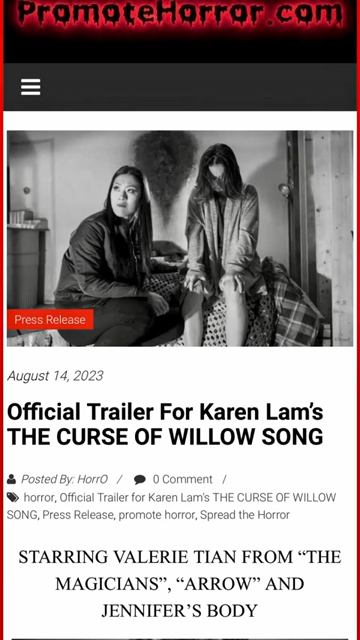 PromoteHorror.com
Press Release
August 14, 2023
Official Trailer For Karen Lam's
THE CURSE OF WILLOW SONG
Posted By: HorrO / 0 Comment /
horror, Official Trailer for Karen Lam's THE CURSE OF WILLOW
SONG, Press Release, promote horror, Spread the Horror
STARRING VALERIE TIAN FROM “THE
MAGICIANS”, “ARROW” AND
JENNIFER’S BODY